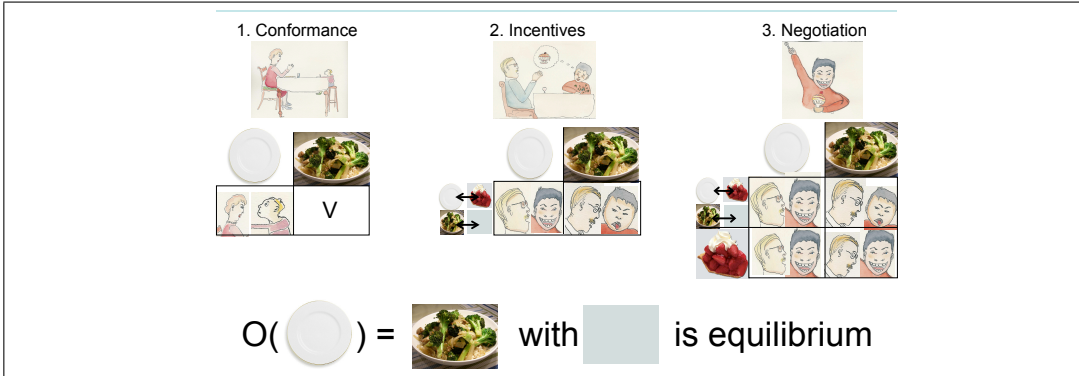 1. Conformance
2. Incentives
3. Negotiation
V
O( ) = with is equilibrium